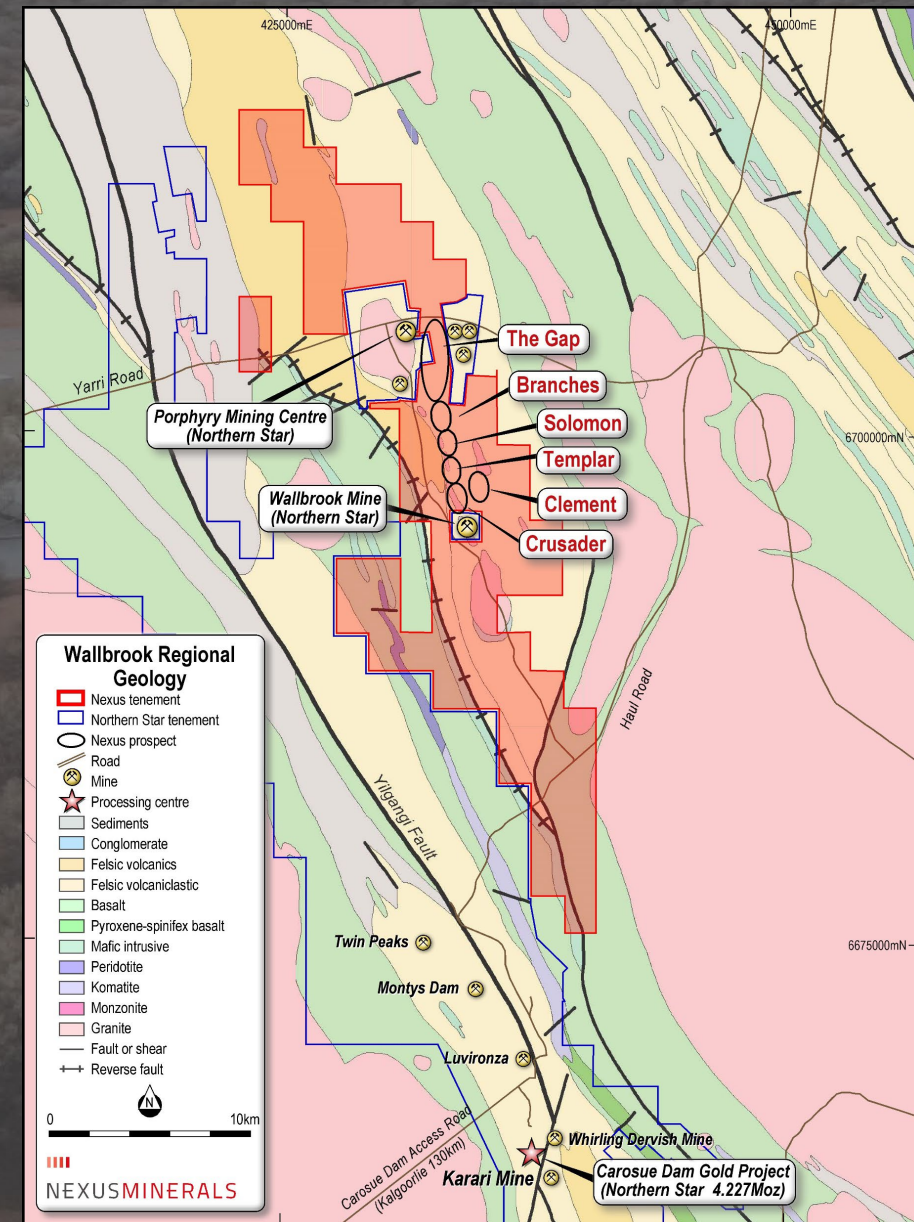 425000mE
450000mE
The Gap
Yarri Road
Branches
Porphyry Mining Centre
(Northern Star)
Solomon
6700000mN
Templar
Wallbrook Mine
(Northern Star)
Clement
Crusader
Haul Road
Wallbrook Regional
Geology
Nexus tenement
Northern Star tenement
Nexus prospect
Road
Mine
Processing centre
Sediments
Conglomerate
Felsic volcanics
Felsic volcaniclastic
Basalt
Pyroxene-spinifex basalt
Mafic intrusive
Peridotite
Komatite
Monzonite
Granite
Fault or shear
Reverse fault
N
0 10km
NEXUSMINERALS
Yilgangi Fault
Twin Peaks
6675000mN
Montys Dam
Luvironza
Carosue Dam Access Road
(Kalgoorlie 130km)
Whirling Dervish Mine
Karari Mine
Carosue Dam Gold Project
(Northern Star 4.227Moz)